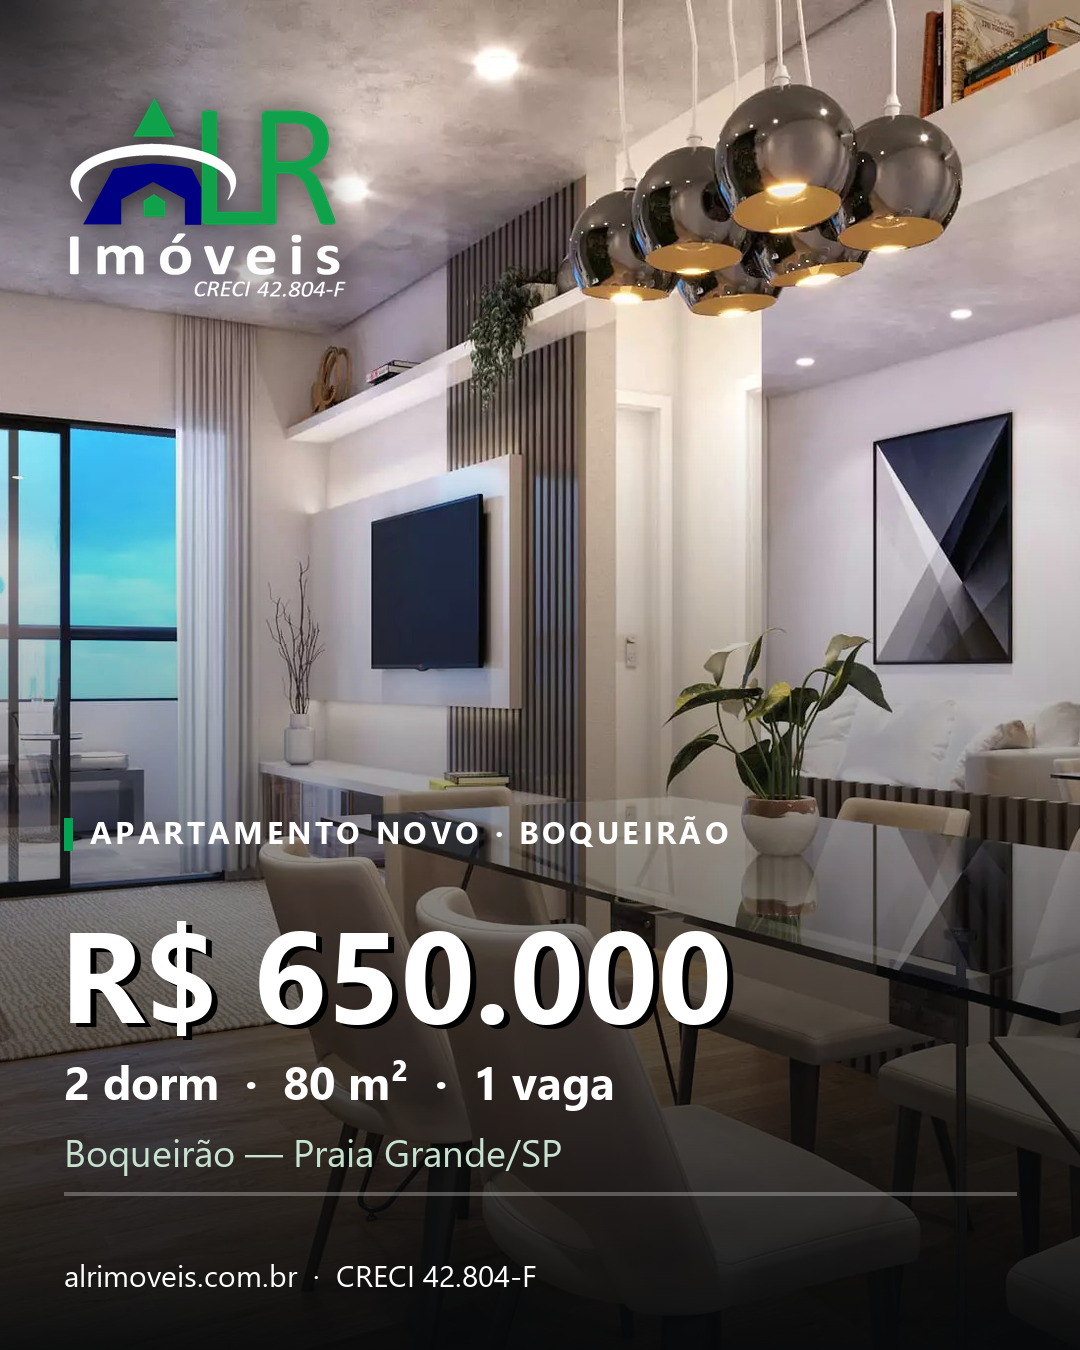 ALR
Imóveis
CRECI 42.804-F
APARTAMENTO NOVO · BOQUEIRÃO
R$ 650.000
2 dorm · 80 m² · 1 vaga
Boqueirão — Praia Grande/SP
alrimoveis.com.br · CRECI 42.804-F